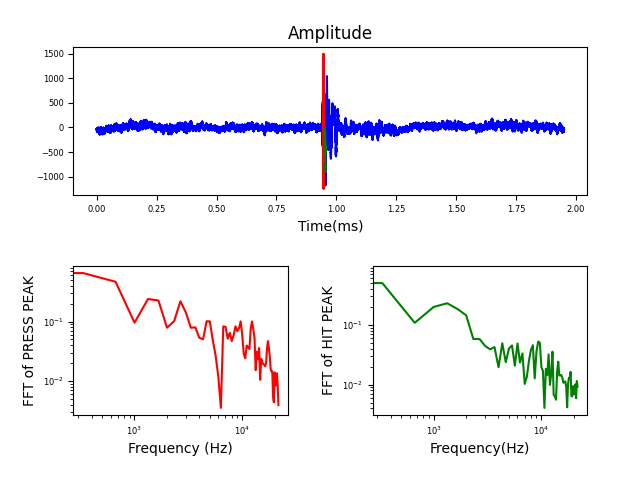 Amplitude
1500
1000
500
0
−500
−1000
0.00 0.25 0.50 0.75 1.00 1.25 1.50 1.75 2.00
Time(ms)
FFT of PRESS PEAK
10⁻¹
10⁻²
10³ 10⁴
Frequency (Hz)
FFT of HIT PEAK
10⁻¹
10⁻²
10³ 10⁴
Frequency(Hz)